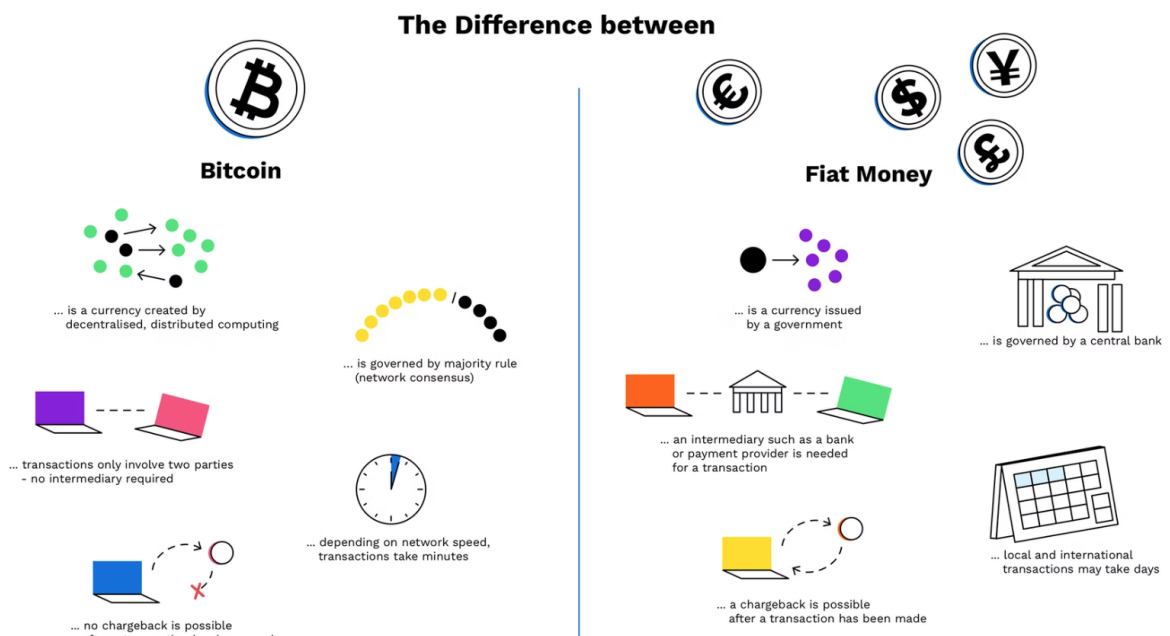 The Difference between
Bitcoin
... is a currency created by
decentralised, distributed computing
... is governed by majority rule
(network consensus)
... transactions only involve two parties
- no intermediary required
... depending on network speed,
transactions take minutes
... no chargeback is possible
Fiat Money
... is a currency issued
by a government
... is governed by a central bank
... an intermediary such as a bank
or payment provider is needed
for a transaction
... local and international
transactions may take days
... a chargeback is possible
after a transaction has been made